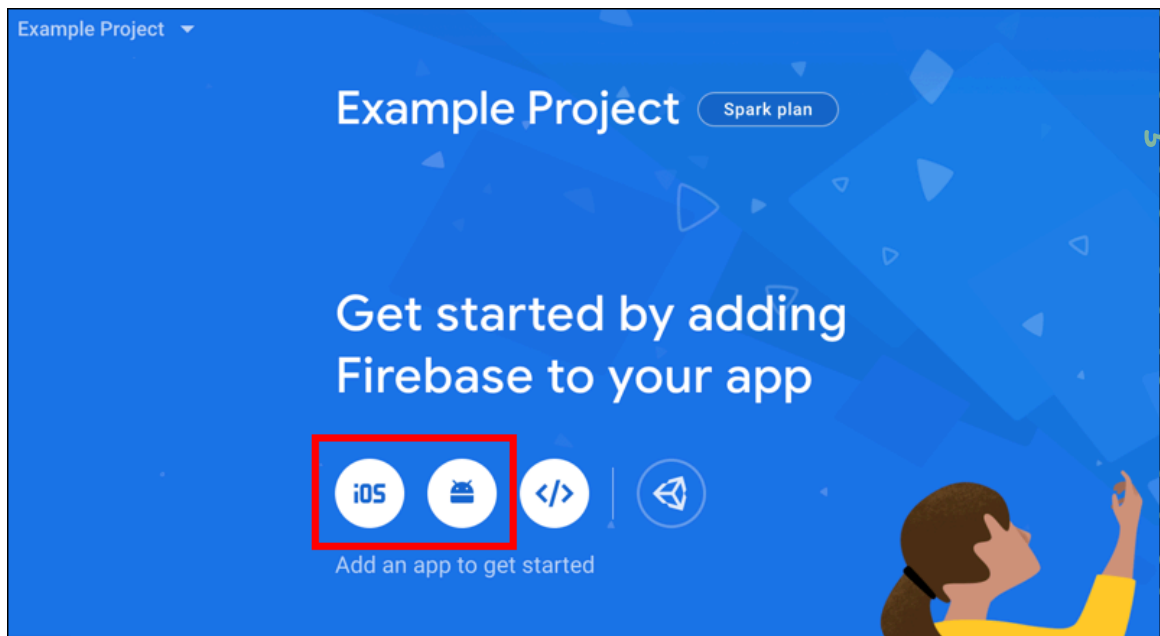 Example Project
Example Project Spark plan
Get started by adding
Firebase to your app
iOS </>
Add an app to get started